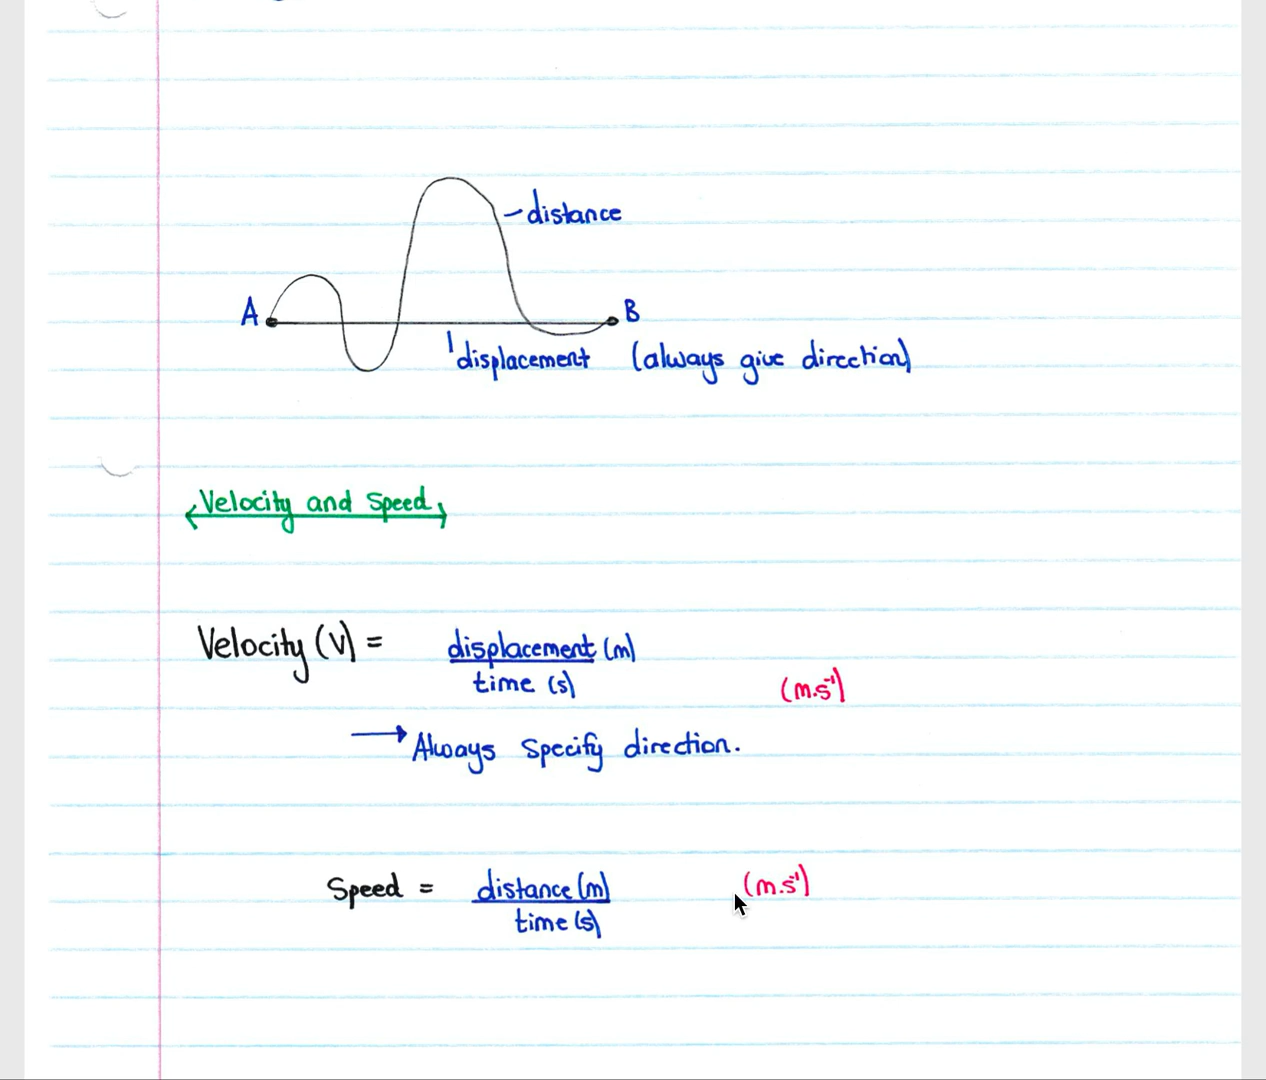 distance
A
B
displacement (always give direction)
Velocity and Speed
Velocity (V) = displacement (m)
time (s)
(m.s⁻¹)
Always specify direction.
Speed = distance (m)
(m.s⁻¹)
time (s)